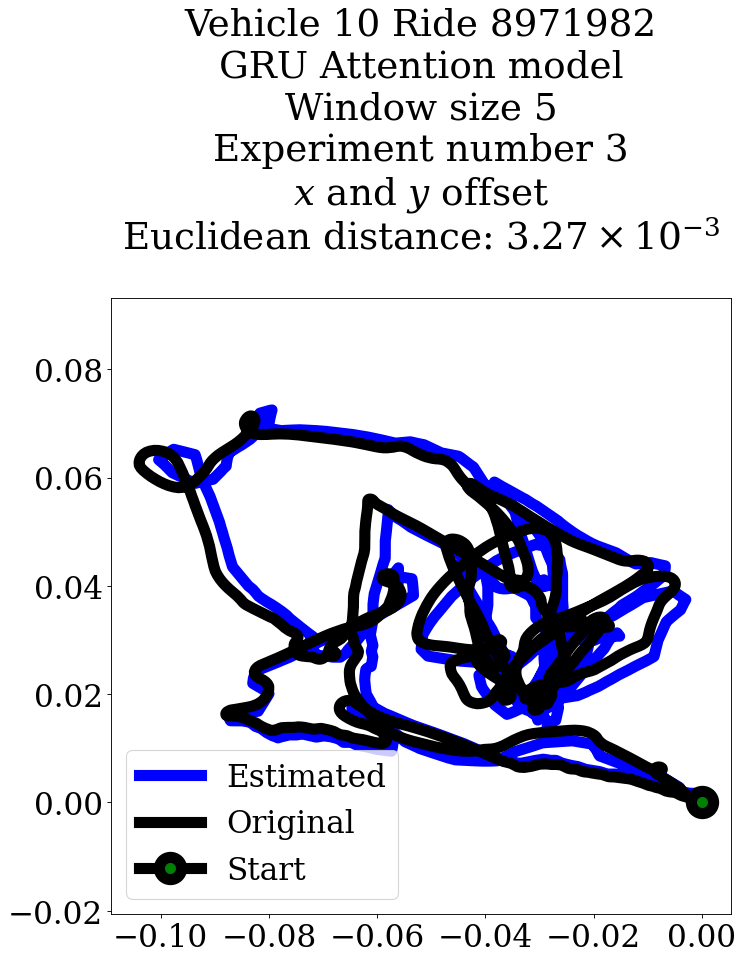 Vehicle 10 Ride 8971982
GRU Attention model
Window size 5
Experiment number 3
x and y offset
Euclidean distance: 3.27 × 10⁻³
0.08
0.06
0.04
0.02
0.00
−0.02
Estimated
Original
Start
−0.10 −0.08 −0.06 −0.04 −0.02 0.00